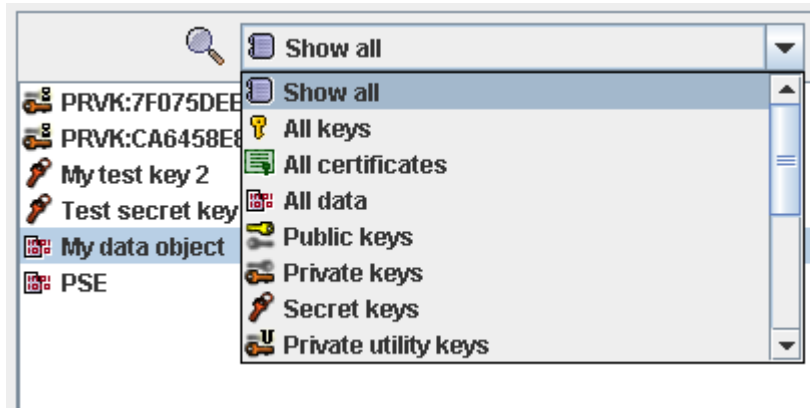 Show all
Show all
All keys
All certificates
All data
Public keys
Private keys
Secret keys
Private utility keys
PRVK:7F075DEE
PRVK:CA6458E8
My test key 2
Test secret key
My data object
PSE